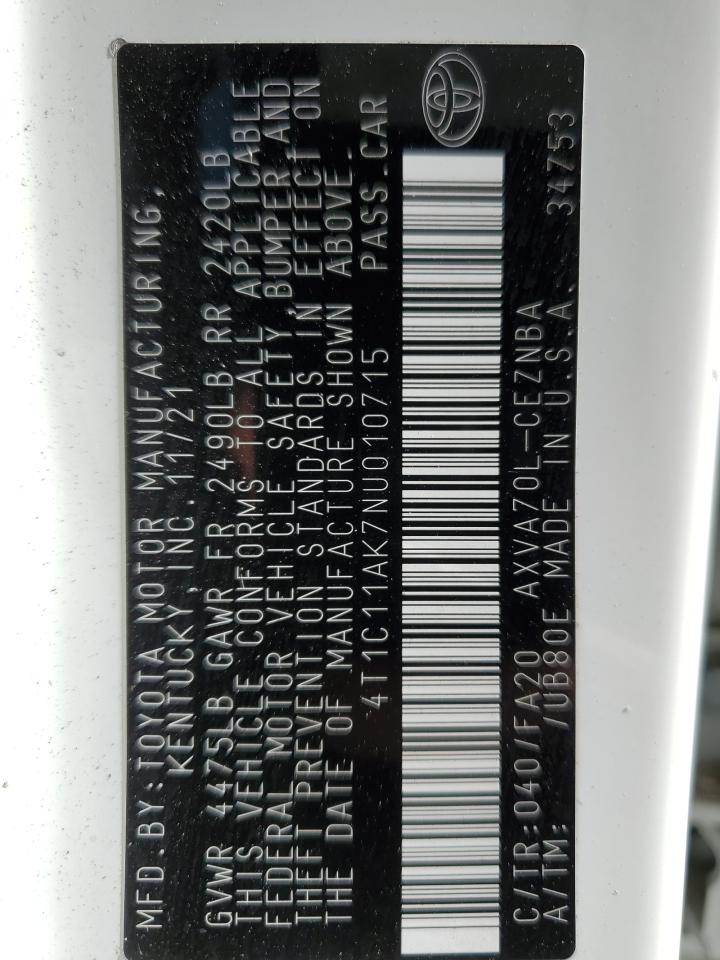 MFD.BY:TOYOTA MOTOR MANUFACTURING,
KENTUCKY,INC. 11/21
GVWR 4475LB GAWR FR 2490LB RR 2420LB
THIS VEHICLE CONFORMS TO ALL APPLICABLE
FEDERAL MOTOR VEHICLE SAFETY,BUMPER,AND
THEFT PREVENTION STANDARDS IN EFFECT ON
THE DATE OF MANUFACTURE SHOWN ABOVE.
4T1C11AK7NU010715 PASS.CAR
C/TR:040/FA20 AXVA70L-CEZNBA
A/TM: /UB80E MADE IN U.S.A. 34753